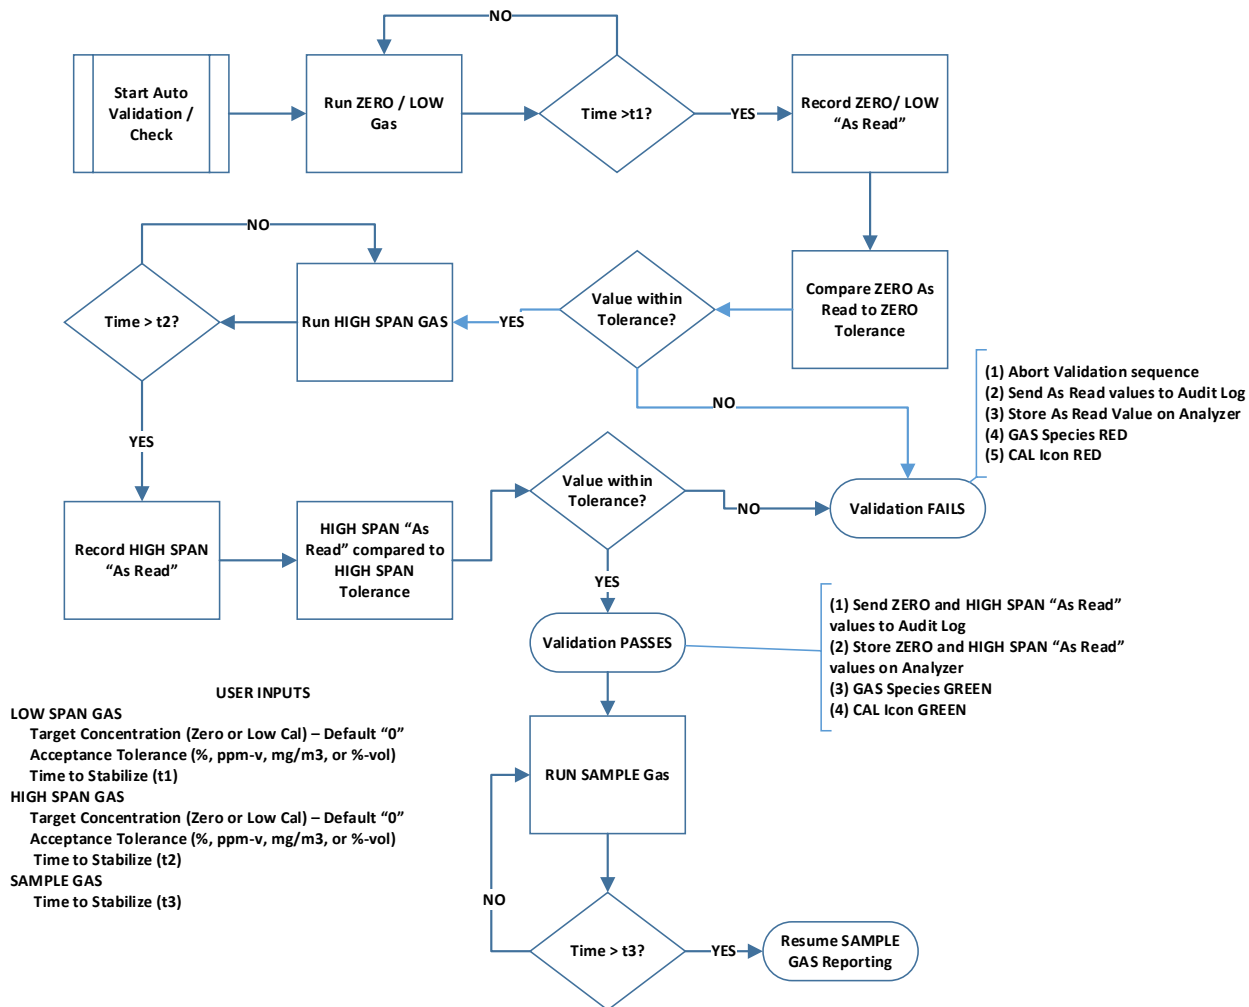 NO
Start Auto
Validation /
Check
Run ZERO / LOW
Gas
Time >t1?
YES
Record ZERO/ LOW
“As Read”
NO
Time > t2?
Run HIGH SPAN GAS
YES
Value within
Tolerance?
Compare ZERO As
Read to ZERO
Tolerance
NO
(1) Abort Validation sequence
(2) Send As Read values to Audit Log
(3) Store As Read Value on Analyzer
(4) GAS Species RED
(5) CAL Icon RED
YES
Record HIGH SPAN
“As Read”
HIGH SPAN “As
Read” compared to
HIGH SPAN
Tolerance
Value within
Tolerance?
NO
Validation FAILS
YES
Validation PASSES
(1) Send ZERO and HIGH SPAN “As Read”
values to Audit Log
(2) Store ZERO and HIGH SPAN “As Read”
values on Analyzer
(3) GAS Species GREEN
(4) CAL Icon GREEN
USER INPUTS
LOW SPAN GAS
Target Concentration (Zero or Low Cal) – Default “0”
Acceptance Tolerance (%, ppm-v, mg/m3, or %-vol)
Time to Stabilize (t1)
HIGH SPAN GAS
Target Concentration (Zero or Low Cal) – Default “0”
Acceptance Tolerance (%, ppm-v, mg/m3, or %-vol)
Time to Stabilize (t2)
SAMPLE GAS
Time to Stabilize (t3)
RUN SAMPLE Gas
NO
Time > t3?
YES
Resume SAMPLE
GAS Reporting